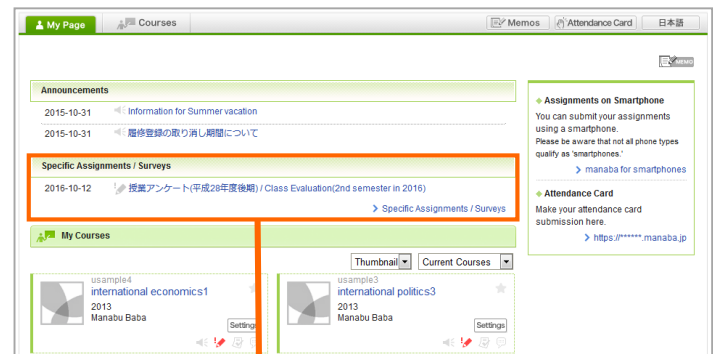 My Page
Courses
Memos
Attendance Card
日本語
MEMO
Announcements
2015-10-31 Information for Summer vacation
2015-10-31 履修登録の取り消し期間について
Specific Assignments / Surveys
2016-10-12 授業アンケート(平成28年度後期) / Class Evaluation(2nd semester in 2016)
Specific Assignments / Surveys
My Courses
Thumbnail
Current Courses
usample4
international economics1
2013
Manabu Baba
Settings
usample3
international politics3
2013
Manabu Baba
Settings
Assignments on Smartphone
You can submit your assignments
using a smartphone.
Please be aware that not all phone types
qualify as 'smartphones.'
manaba for smartphones
Attendance Card
Make your attendance card
submission here.
https://******.manaba.jp